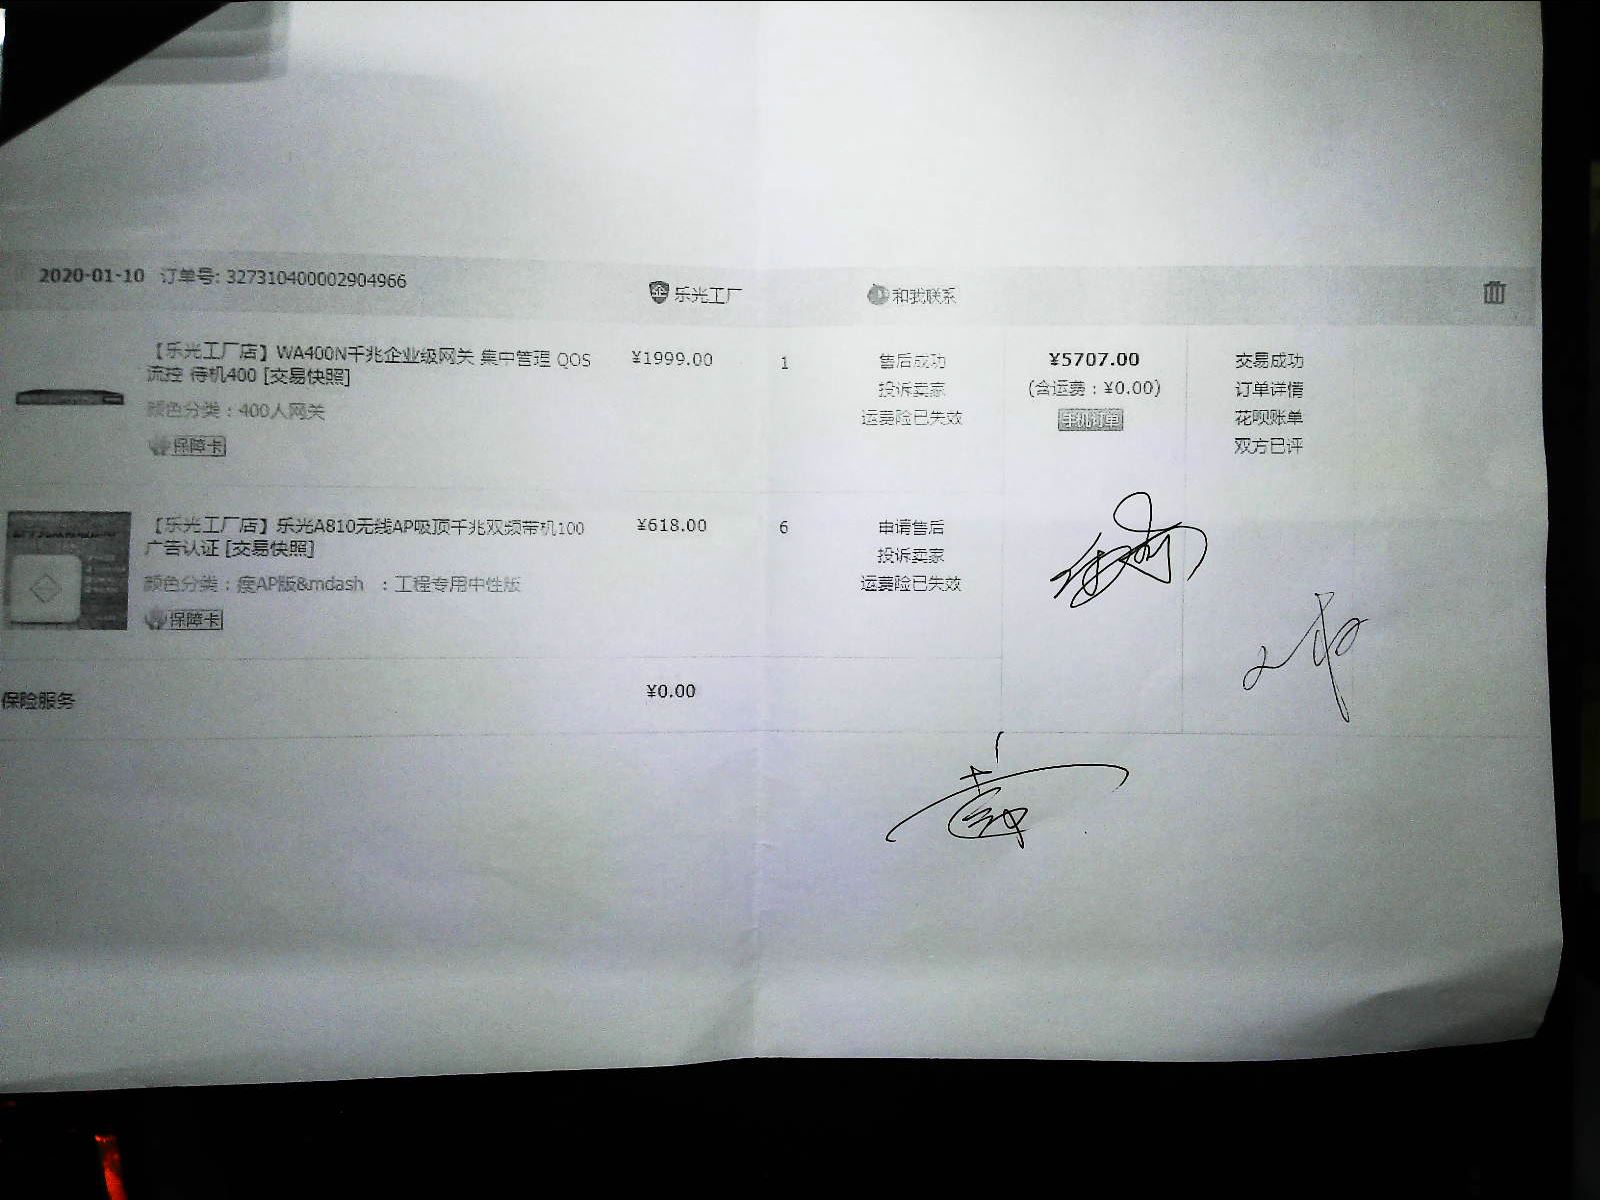 2020-01-10 订单号: 327310400002904966 乐光工厂 和我联系
【乐光工厂店】WA400N千兆企业级网关 集中管理 QOS
流控 待机400 [交易快照]
颜色分类：400人网关
保障卡
¥1999.00
1
售后成功
投诉卖家
运费险已失效
¥5707.00
(含运费：¥0.00)
手机订单
交易成功
订单详情
花呗账单
双方已评
【乐光工厂店】乐光A810无线AP吸顶千兆双频带机100
广告认证 [交易快照]
颜色分类：瘦AP版&mdash ：工程专用中性版
保障卡
¥618.00
6
申请售后
投诉卖家
运费险已失效
保险服务
¥0.00